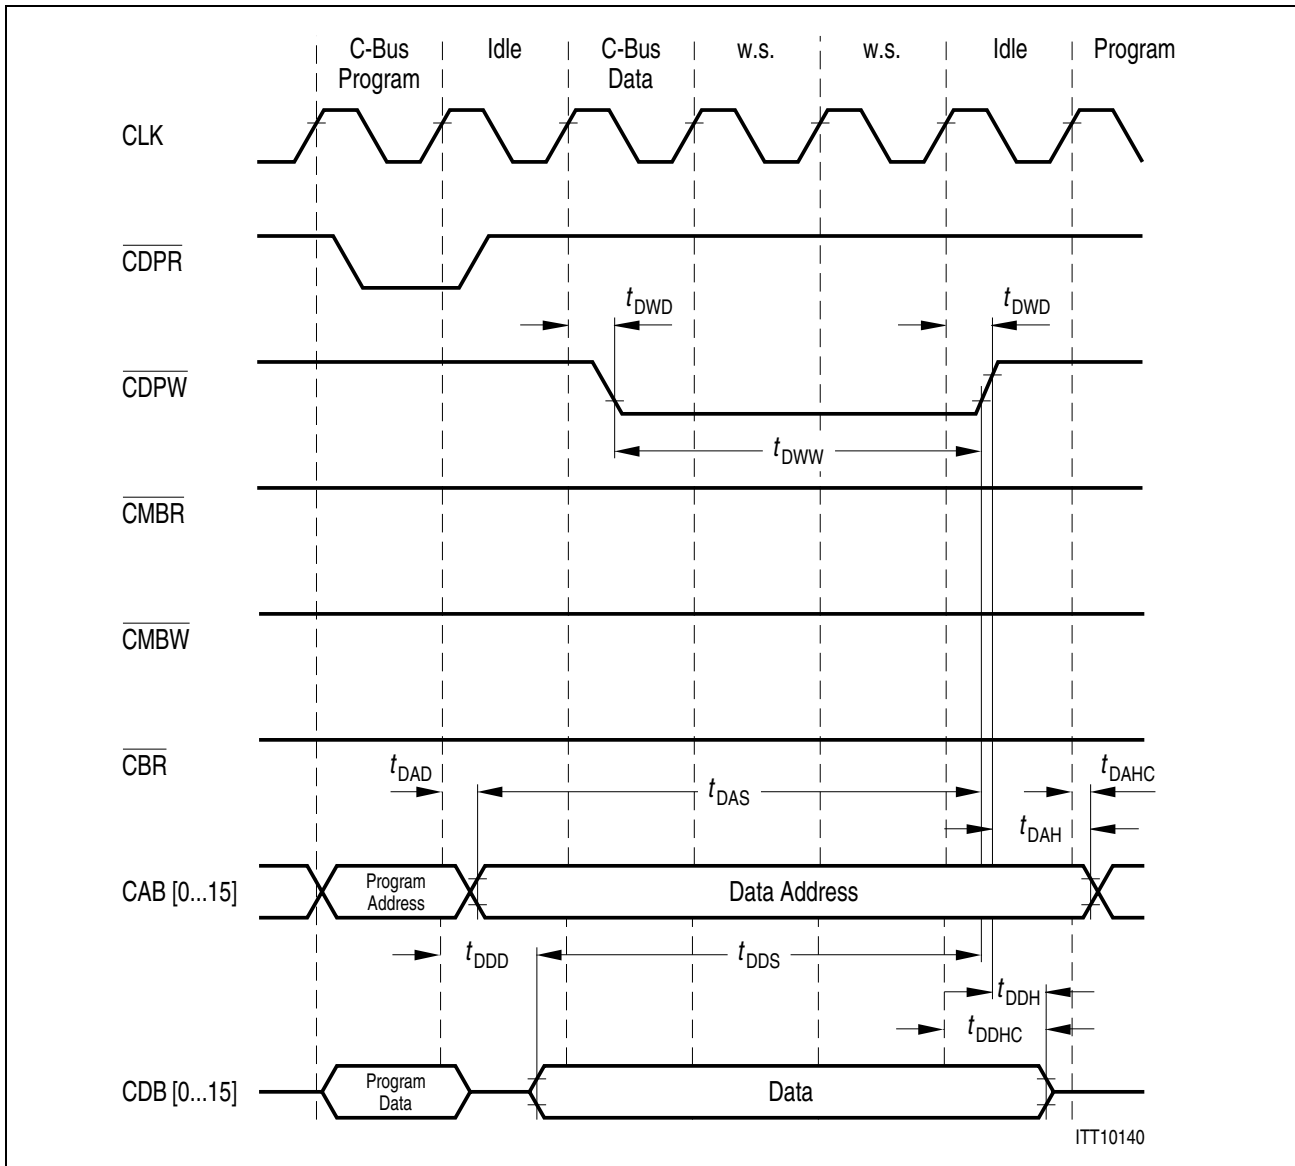 C-Bus Program
Idle
C-Bus Data
w.s.
w.s.
Idle
Program
CLK
CDPR
tDWD
tDWD
CDPW
tDWW
CMBR
CMBW
CBR
tDAD
tDAS
tDAHC
tDAH
CAB [0...15]
Program Address
Data Address
tDDD
tDDS
tDDH
tDDHC
CDB [0...15]
Program Data
Data
ITT10140